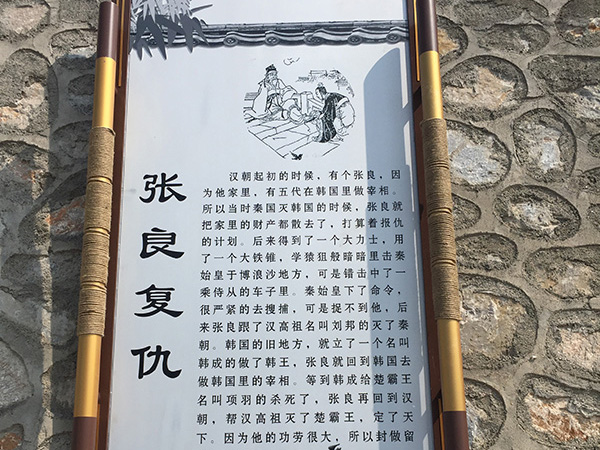 张良复仇
汉朝起初的时候，有个张良，因
为他家里，有五代在韩国里做宰相。
所以当时秦国灭韩国的时候，张良就
把家里的财产都散去了，打算着报仇
的计划。后来得到了一个大力士，用
了一个大铁锥，学狼狙般暗暗里击秦
始皇于博浪沙地方，可是错击中了一
乘侍从的车子里。秦始皇下了命令，
很严紧的去搜捕，可是捉不到他，后
来张良跟了汉高祖名叫刘邦的灭了秦
朝。韩国的旧地方，就立了一个名叫
韩成的做了韩王，张良就回到韩国去
做韩国里的宰相。等到韩成给楚霸王
名叫项羽的杀死了，张良再回到汉
朝，帮汉高祖灭了楚霸王，定了天
下。因为他的功劳很大，所以封做留